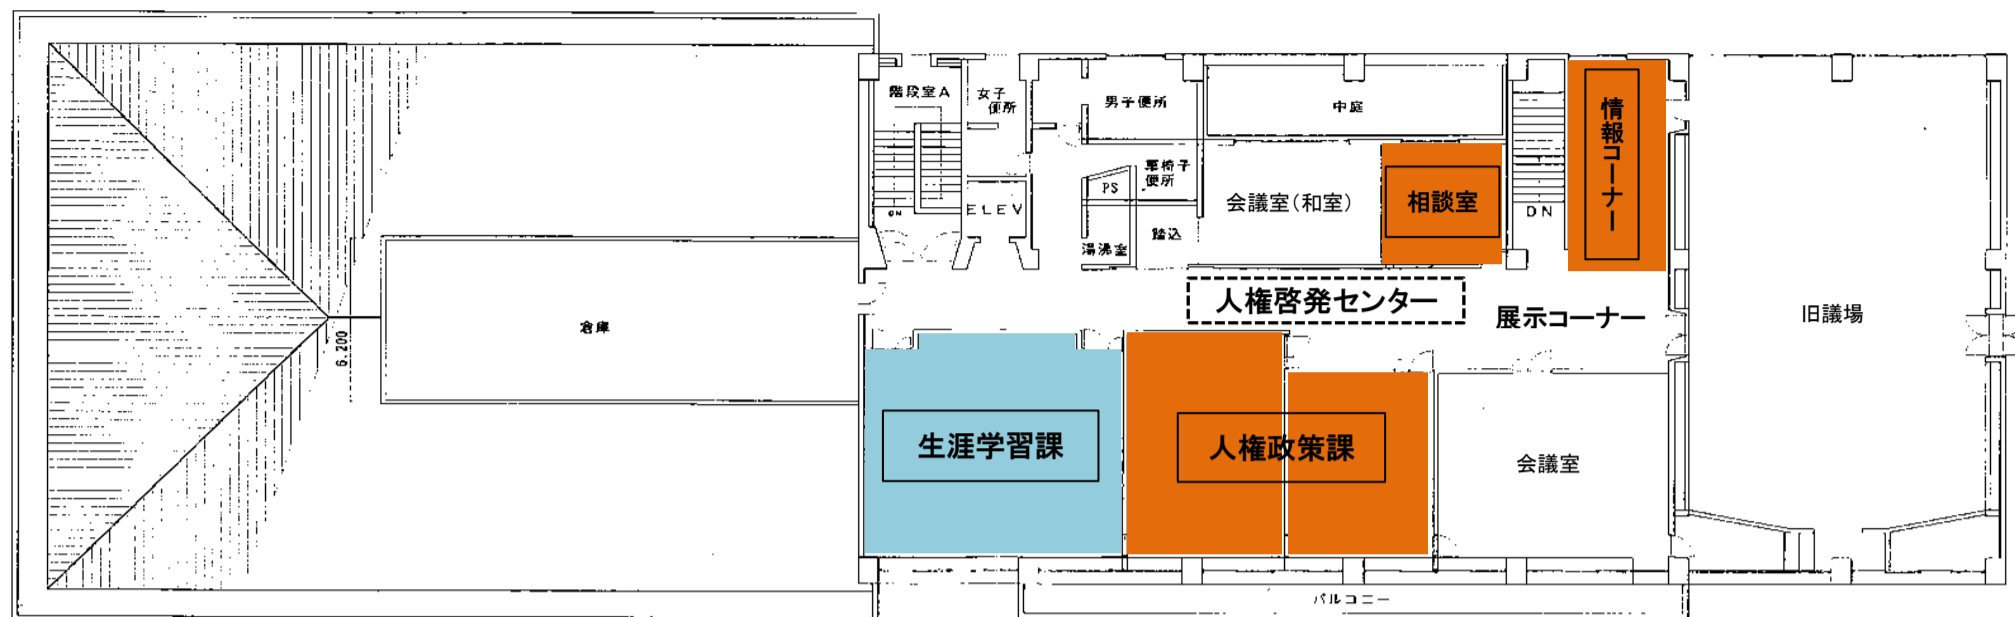 階段室A
女子
便所
男子便所
中庭
情報コーナー
車椅子
便所
PS
会議室(和室)
相談室
DN
ELEV
DN
湯沸室
踏込
人権啓発センター
展示コーナー
旧議場
倉庫
6.200
生涯学習課
人権政策課
会議室
バルコニー